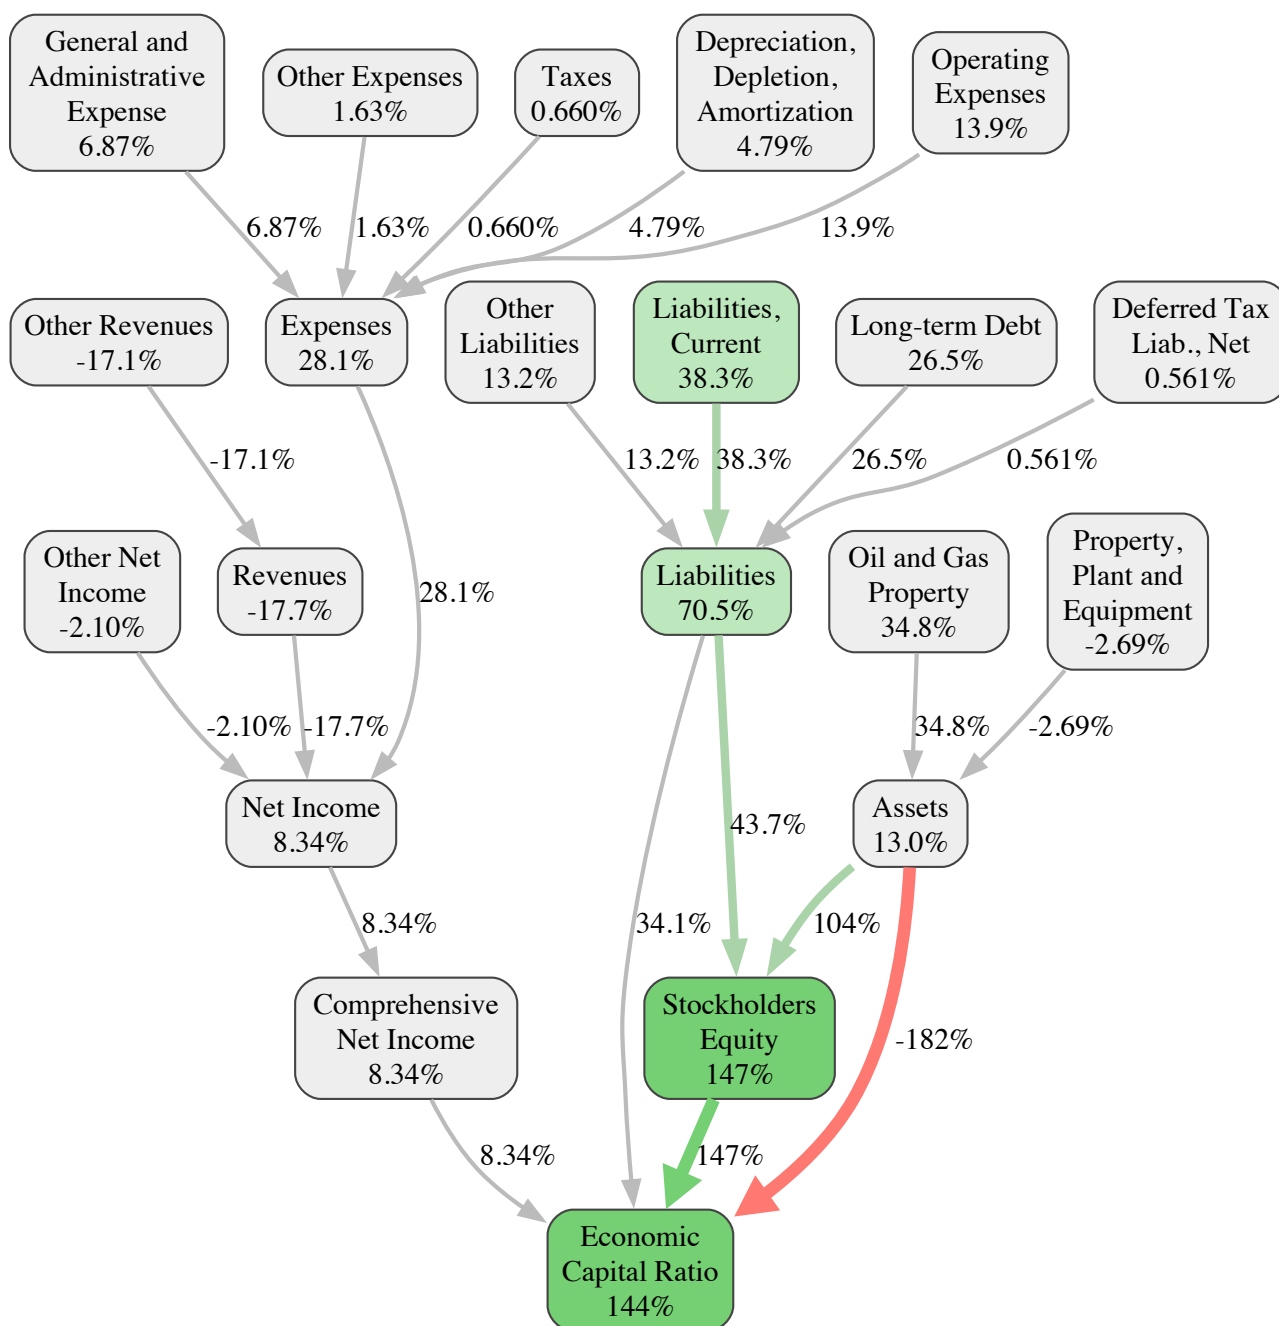 General and
Administrative
Expense
6.87%
Other Expenses
1.63%
Taxes
0.660%
Depreciation,
Depletion,
Amortization
4.79%
Operating
Expenses
13.9%
6.87%
1.63%
0.660%
4.79%
13.9%
Other Revenues
-17.1%
Expenses
28.1%
Other
Liabilities
13.2%
Liabilities,
Current
38.3%
Long-term Debt
26.5%
Deferred Tax
Liab., Net
0.561%
-17.1%
13.2%
38.3%
26.5%
0.561%
Other Net
Income
-2.10%
Revenues
-17.7%
28.1%
Liabilities
70.5%
Oil and Gas
Property
34.8%
Property,
Plant and
Equipment
-2.69%
-2.10%
-17.7%
34.8%
-2.69%
Net Income
8.34%
43.7%
Assets
13.0%
8.34%
34.1%
104%
Comprehensive
Net Income
8.34%
Stockholders
Equity
147%
-182%
8.34%
147%
Economic
Capital Ratio
144%